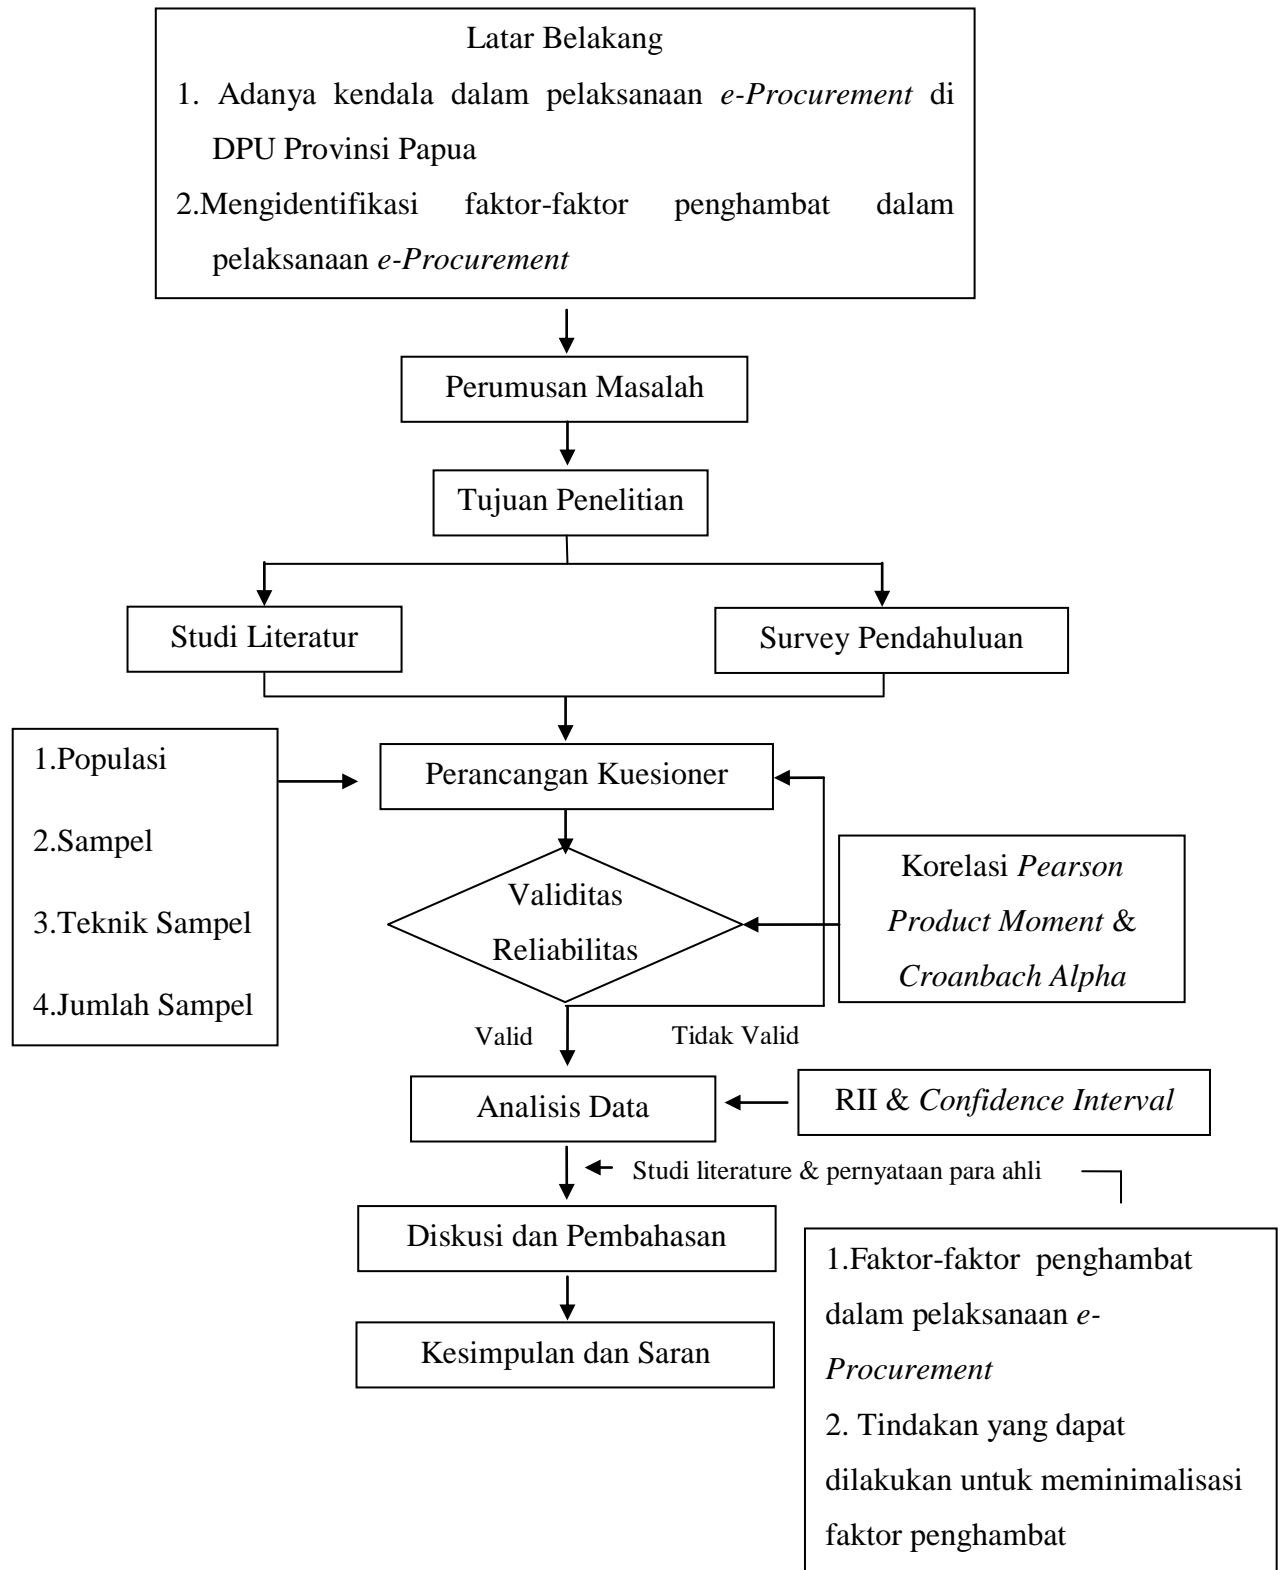 Latar Belakang
1. Adanya kendala dalam pelaksanaan e-Procurement di
DPU Provinsi Papua
2.Mengidentifikasi faktor-faktor penghambat dalam
pelaksanaan e-Procurement
Perumusan Masalah
Tujuan Penelitian
Studi Literatur
Survey Pendahuluan
1.Populasi
2.Sampel
3.Teknik Sampel
4.Jumlah Sampel
Perancangan Kuesioner
Validitas
Reliabilitas
Korelasi Pearson
Product Moment &
Croanbach Alpha
Valid
Tidak Valid
Analisis Data
RII & Confidence Interval
Studi literature & pernyataan para ahli
Diskusi dan Pembahasan
1.Faktor-faktor penghambat
dalam pelaksanaan e-
Procurement
2. Tindakan yang dapat
dilakukan untuk meminimalisasi
faktor penghambat
Kesimpulan dan Saran